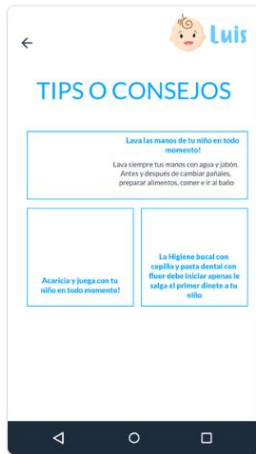 Luis
TIPS O CONSEJOS
Lava las manos de tu niño en todo
momento!
Lava siempre tus manos con agua y jabón.
Antes y después de cambiar pañales,
preparar alimentos, comer e ir al baño
Acaricia y juega con tu
niño en todo momento!
La Higiene bucal con
cepillo y pasta dental con
fluor debe iniciar apenas le
salga el primer dinete a tu
niño